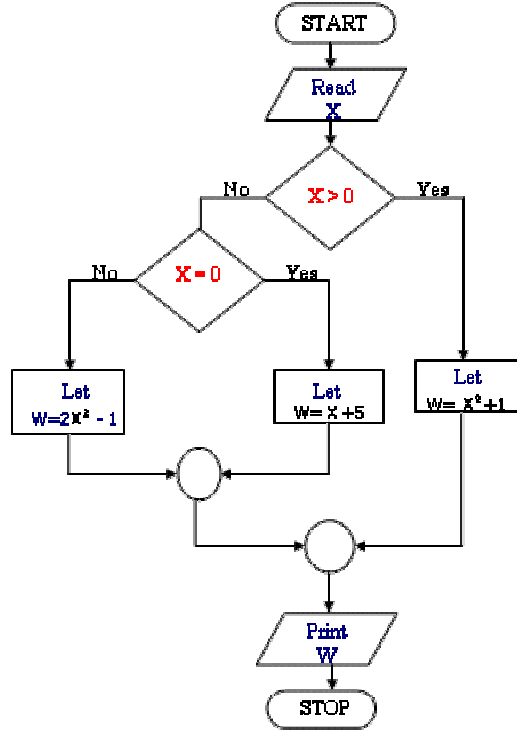 START
Read
X
X > 0
No
Yes
X = 0
No
Yes
Let
W=2X² - 1
Let
W= X +5
Let
W= X² +1
Print
W
STOP